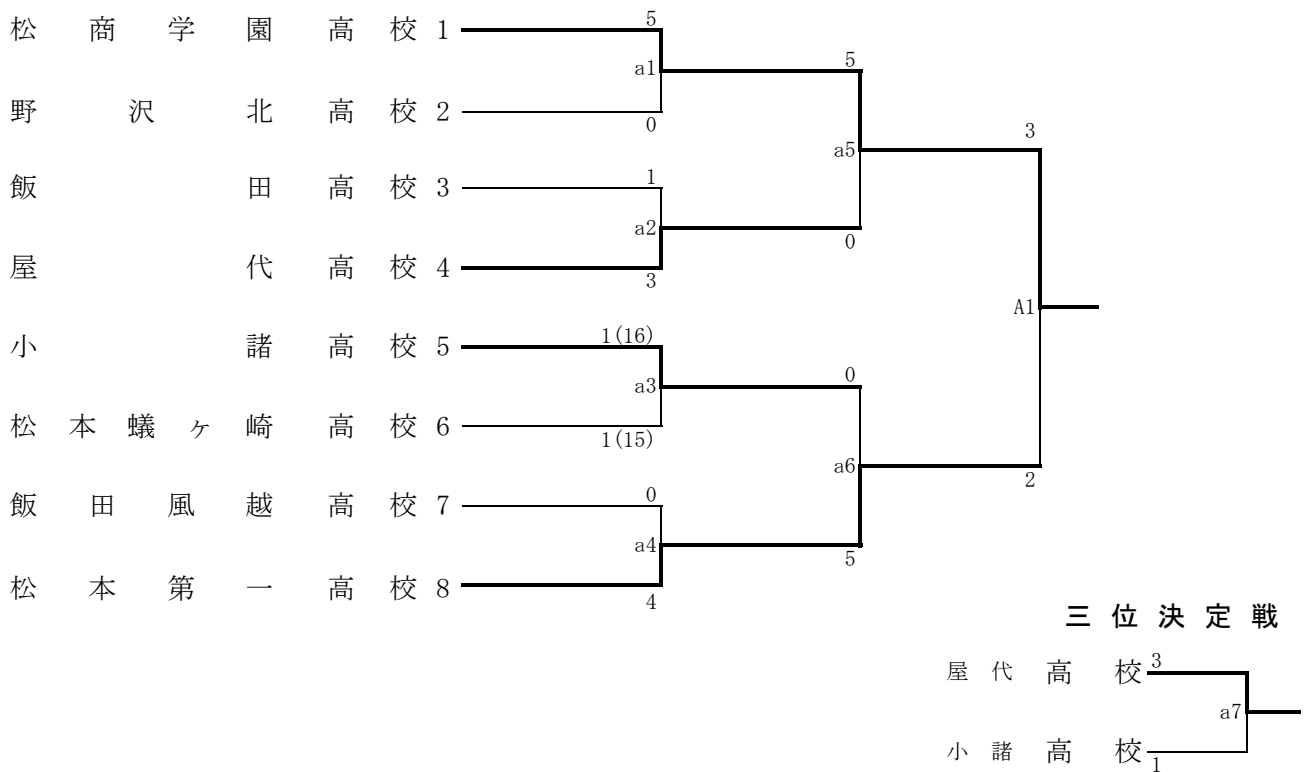 松商学園高校 1
5
a1
5
野沢北高校 2
0
3
a5
飯田高校 3
1
a2
0
屋代高校 4
3
A1
小諸高校 5
1(16)
a3
0
松本蟻ヶ崎高校 6
1(15)
a6
2
飯田風越高校 7
0
a4
5
松本第一高校 8
4
三位決定戦
屋代高校 3
a7
小諸高校 1